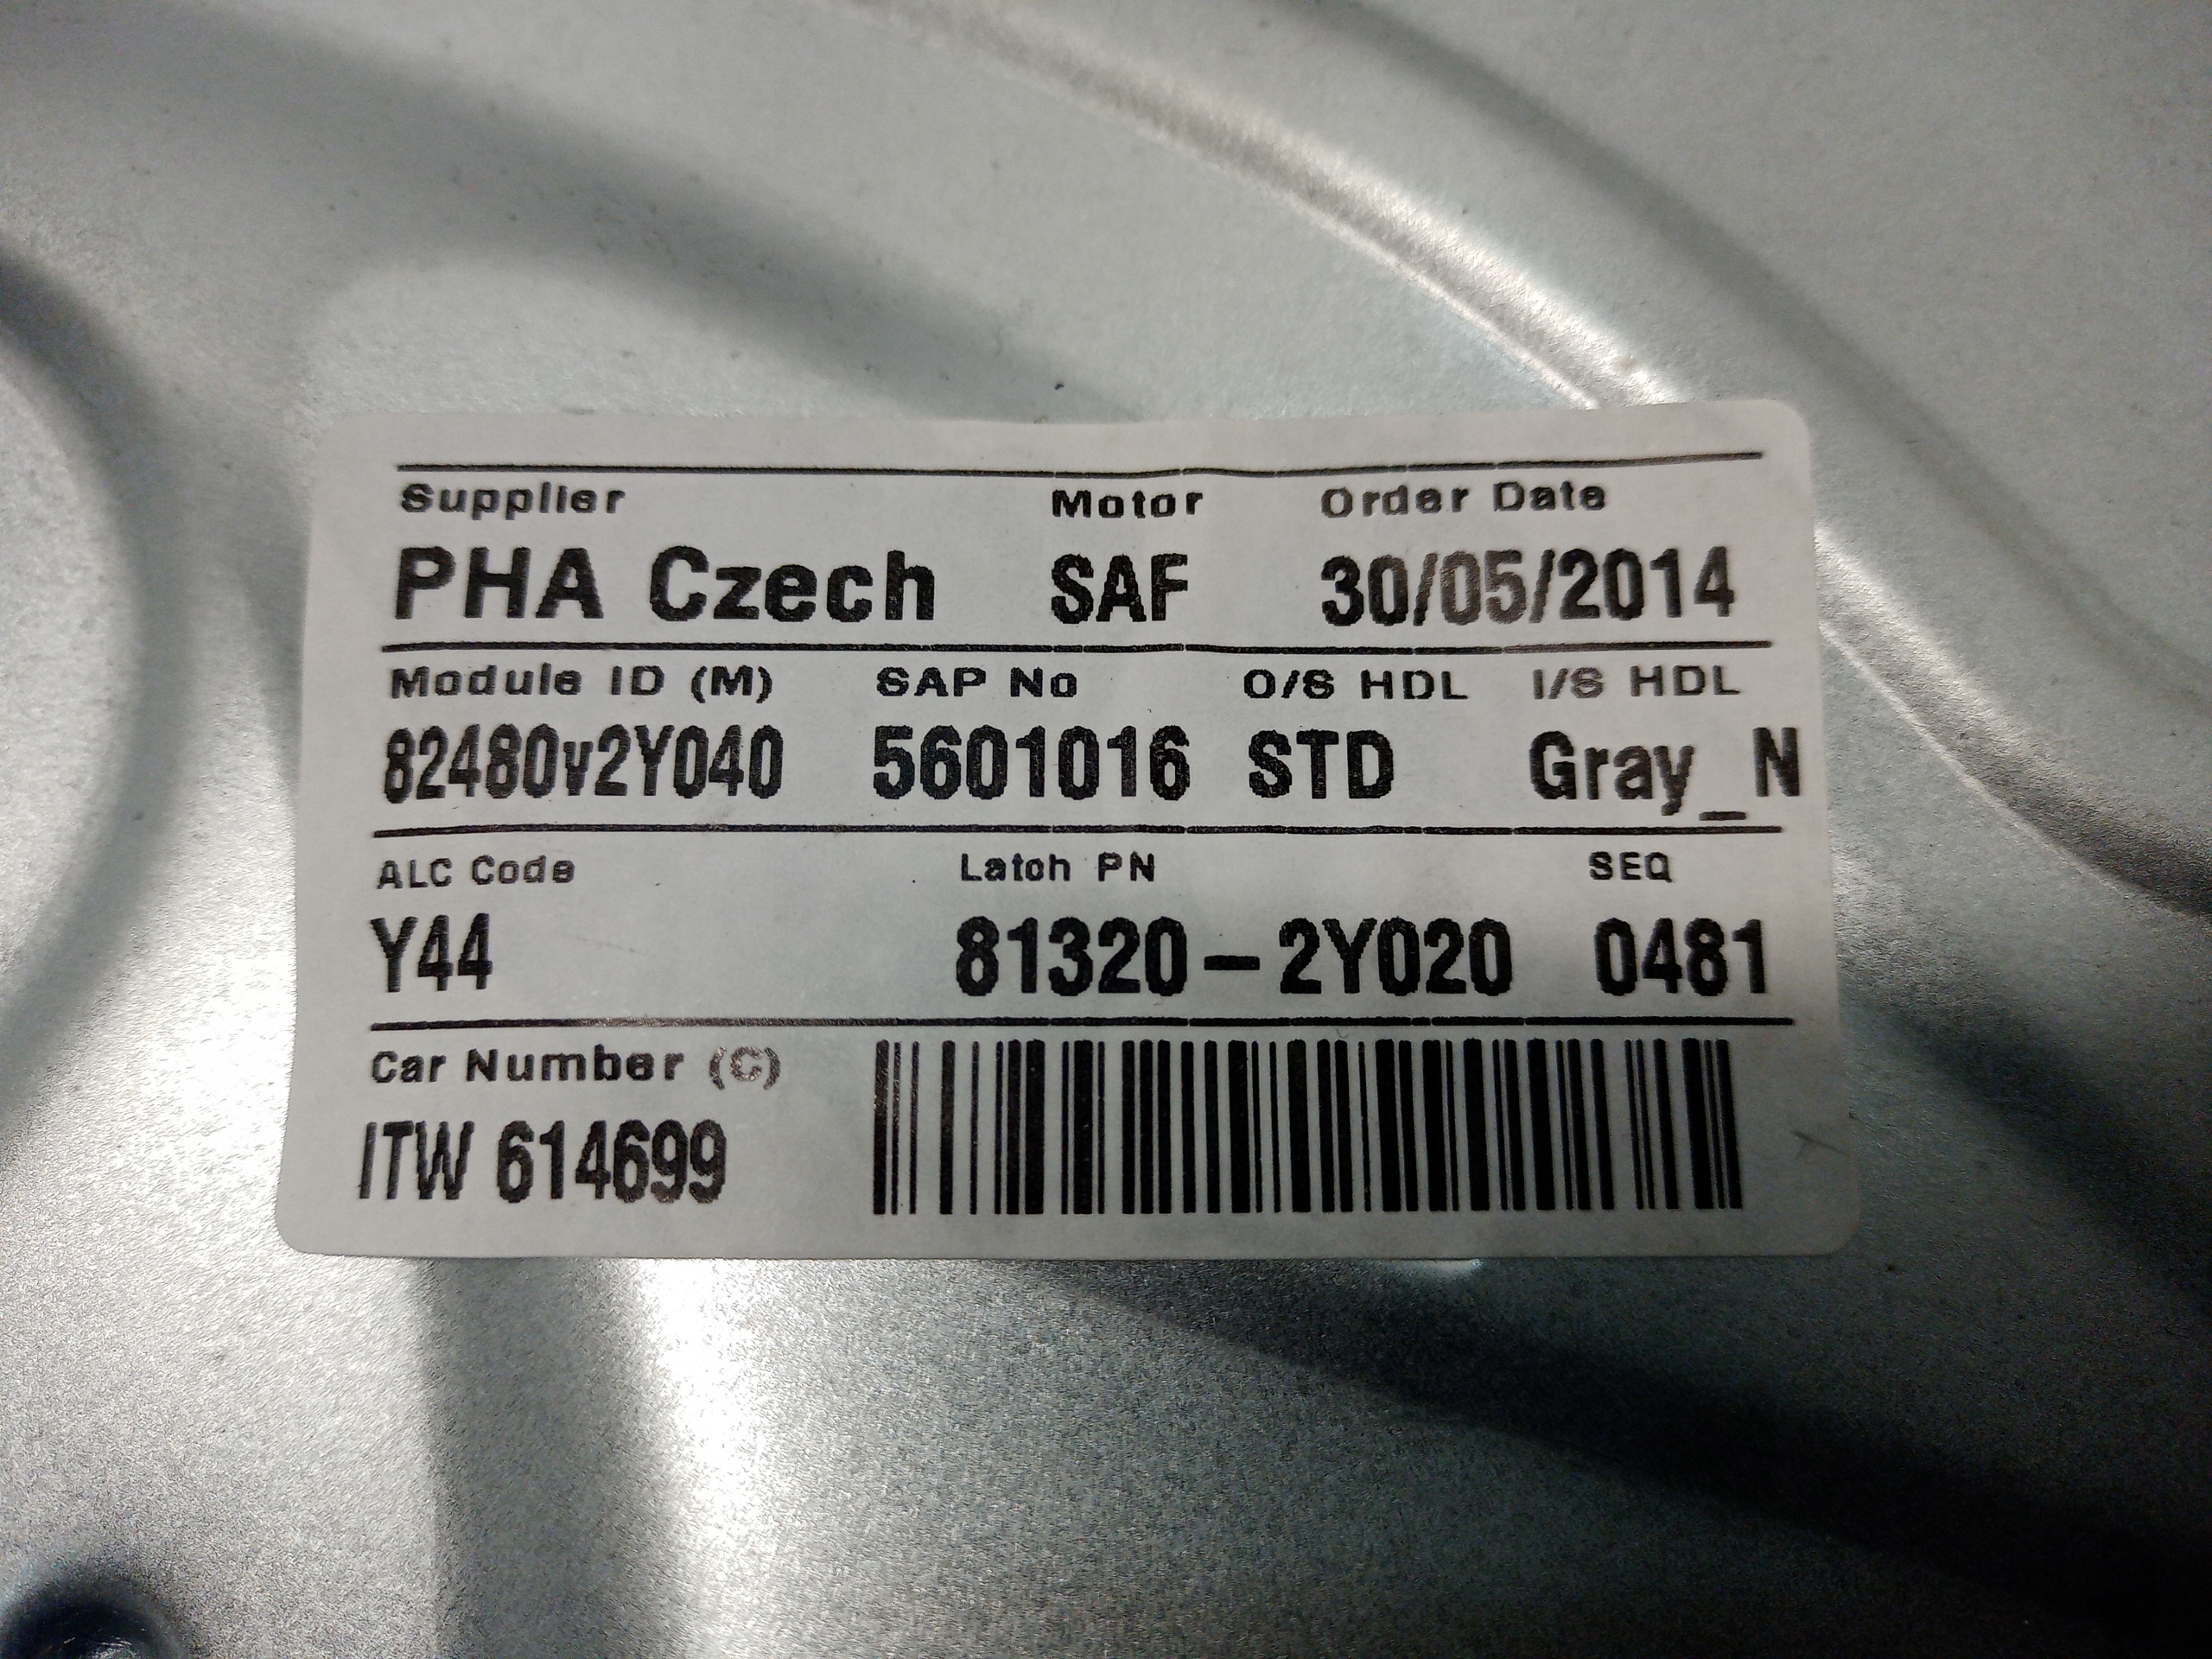 Supplier Motor Order Date
PHA Czech SAF 30/05/2014
Module ID (M) SAP No O/S HDL I/S HDL
82480v2Y040 5601016 STD Gray_N
ALC Code Latch PN SEQ
Y44 81320-2Y020 0481
Car Number (C)
ITW 614699